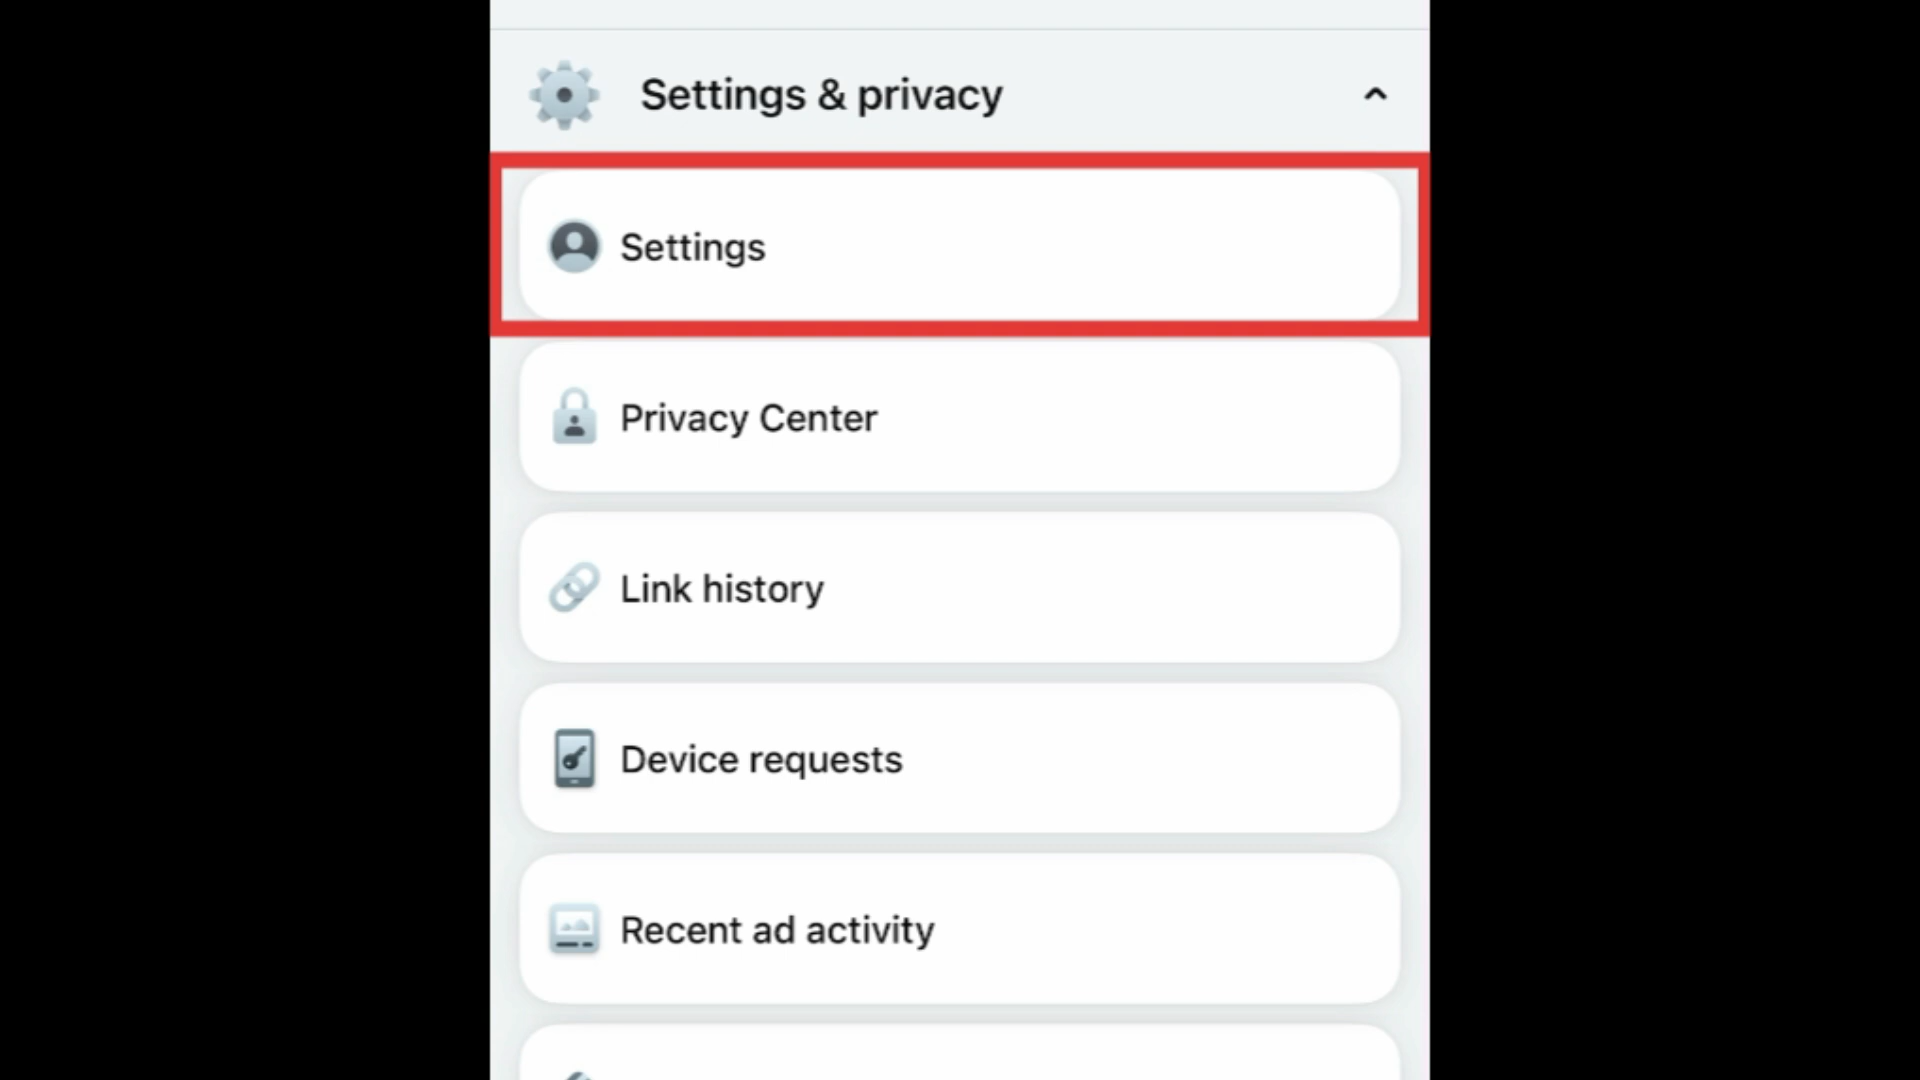 Settings & privacy
Settings
Privacy Center
Link history
Device requests
Recent ad activity